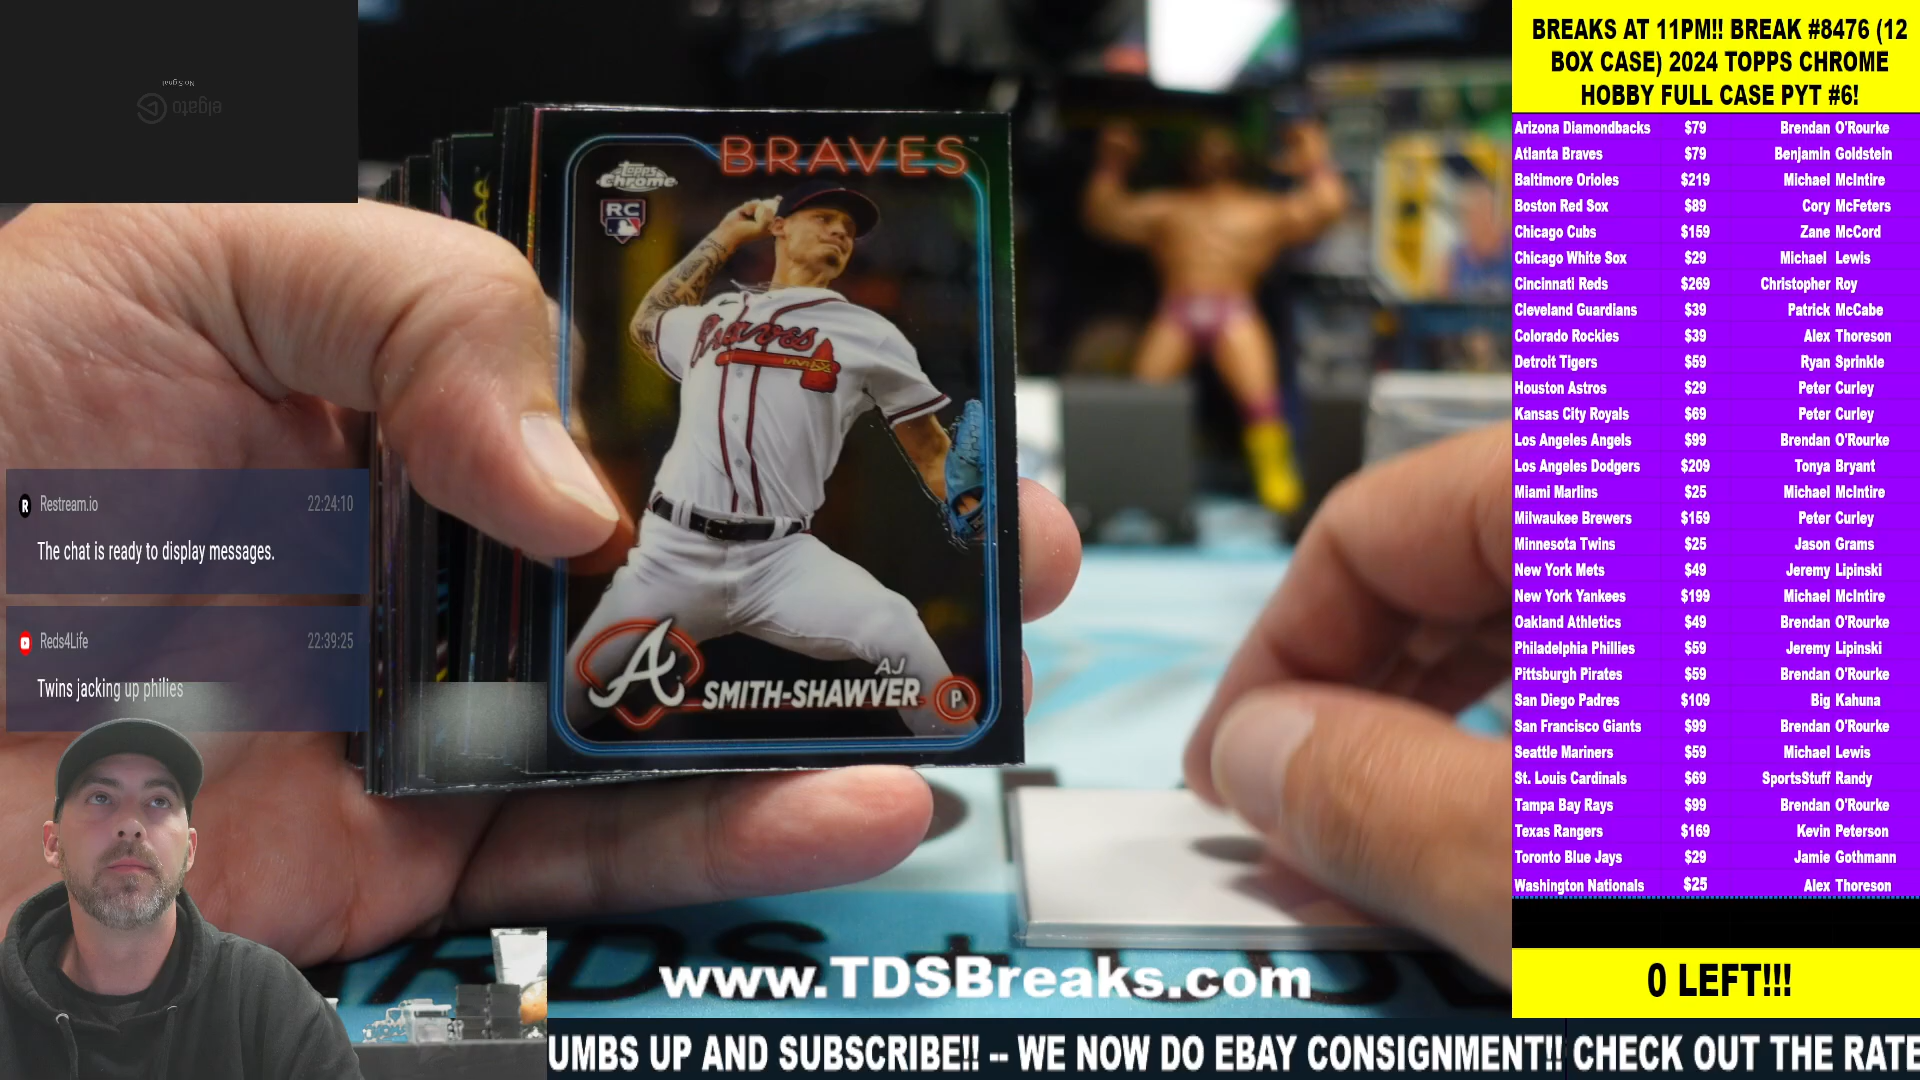 No Signal
elgato
BREAKS AT 11PM!! BREAK #8476 (12
BOX CASE) 2024 TOPPS CHROME
HOBBY FULL CASE PYT #6!
Arizona Diamondbacks $79 Brendan O'Rourke
Atlanta Braves $79 Benjamin Goldstein
Baltimore Orioles $219 Michael McIntire
Boston Red Sox $89 Cory McFeters
Chicago Cubs $159 Zane McCord
Chicago White Sox $29 Michael Lewis
Cincinnati Reds $269 Christopher Roy
Cleveland Guardians $39 Patrick McCabe
Colorado Rockies $39 Alex Thoreson
Detroit Tigers $59 Ryan Sprinkle
Houston Astros $29 Peter Curley
Kansas City Royals $69 Peter Curley
Los Angeles Angels $99 Brendan O'Rourke
Los Angeles Dodgers $209 Tonya Bryant
Miami Marlins $25 Michael McIntire
Milwaukee Brewers $159 Peter Curley
Minnesota Twins $25 Jason Grams
New York Mets $49 Jeremy Lipinski
New York Yankees $199 Michael McIntire
Oakland Athletics $49 Brendan O'Rourke
Philadelphia Phillies $59 Jeremy Lipinski
Pittsburgh Pirates $59 Brendan O'Rourke
San Diego Padres $109 Big Kahuna
San Francisco Giants $99 Brendan O'Rourke
Seattle Mariners $59 Michael Lewis
St. Louis Cardinals $69 SportsStuff Randy
Tampa Bay Rays $99 Brendan O'Rourke
Texas Rangers $169 Kevin Peterson
Toronto Blue Jays $29 Jamie Gothmann
Washington Nationals $25 Alex Thoreson
0 LEFT!!!
BRAVES™
Topps
Chrome
RC
Braves
A
AJ
SMITH-SHAWVER
P
R Restream.io 22:24:10
The chat is ready to display messages.
Reds4Life 22:39:25
Twins jacking up philies
www.TDSBreaks.com
UMBS UP AND SUBSCRIBE!! -- WE NOW DO EBAY CONSIGNMENT!! CHECK OUT THE RATE